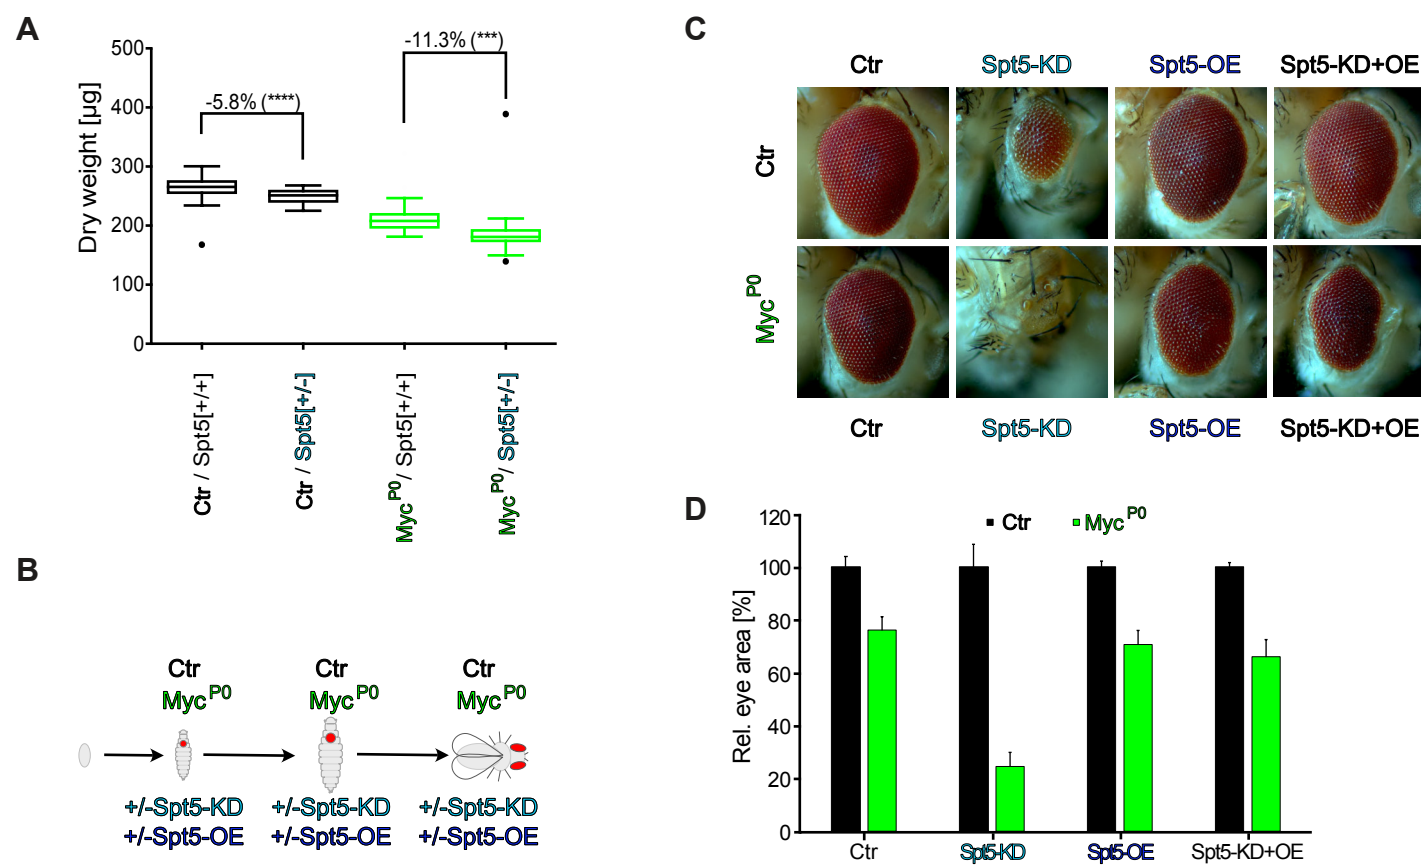 A
Dry weight [µg]
500
400
300
200
100
0
-5.8% (****)
-11.3% (***)
Ctr / Spt5[+/+]
Ctr / Spt5[+/-]
Myc P0 / Spt5[+/+]
Myc P0 / Spt5[+/-]
B
Ctr
Myc P0
+/-Spt5-KD
+/-Spt5-OE
Ctr
Myc P0
+/-Spt5-KD
+/-Spt5-OE
Ctr
Myc P0
+/-Spt5-KD
+/-Spt5-OE
C
Ctr Spt5-KD Spt5-OE Spt5-KD+OE
Ctr
Myc P0
Ctr Spt5-KD Spt5-OE Spt5-KD+OE
D
Rel. eye area [%]
120
100
80
60
40
20
0
Ctr Myc P0
Ctr Spt5-KD Spt5-OE Spt5-KD+OE